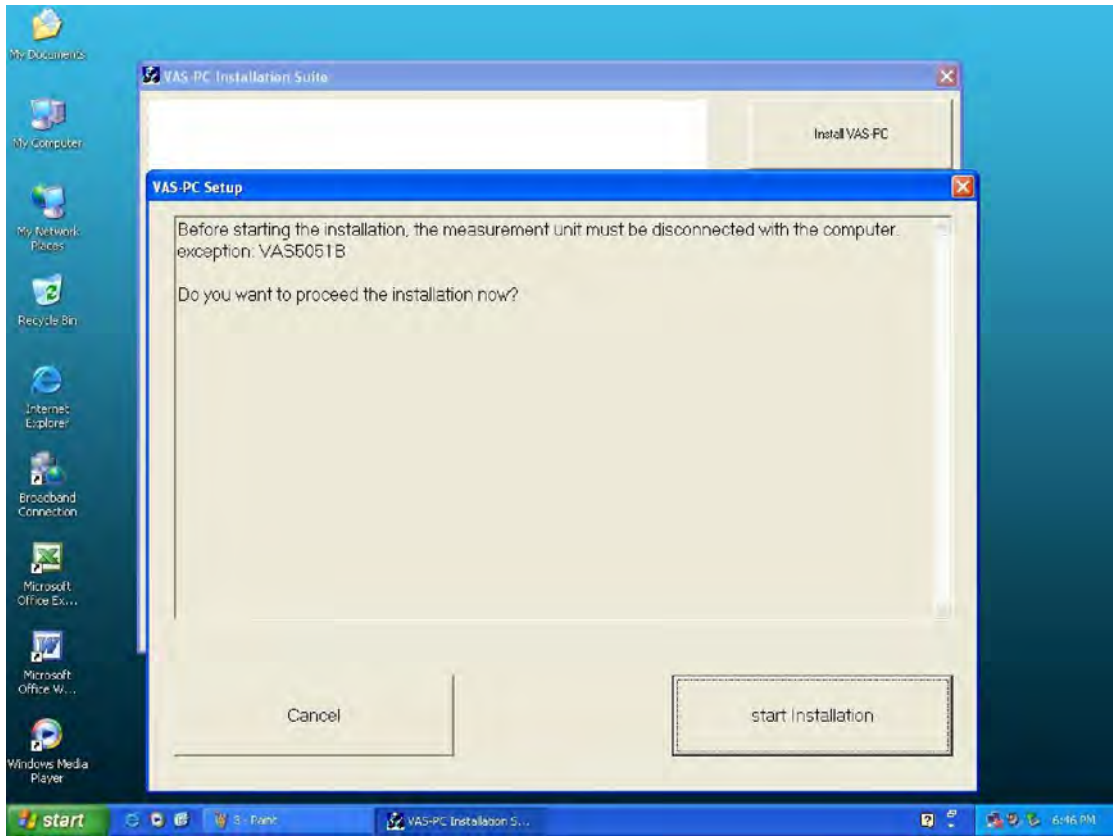 My Documents
VAS-PC Installation Suite
My Computer
Install VAS-PC
VAS-PC Setup
Before starting the installation, the measurement unit must be disconnected with the computer.
exception: VAS5051B
Do you want to proceed the installation now?
My Network
Places
Recycle Bin
Internet
Explorer
Broadband
Connection
Microsoft
Office Ex...
Microsoft
Office W...
Cancel
start Installation
Windows Media
Player
start
3 - Paint
VAS-PC Installation S...
6:46 PM